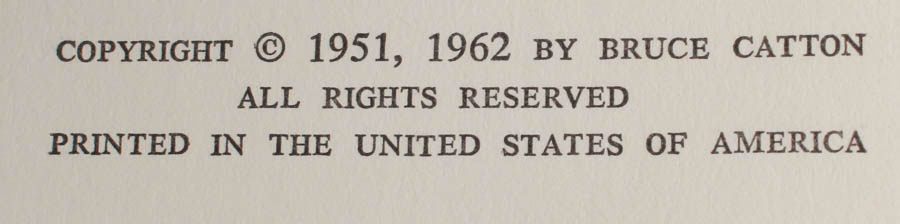 COPYRIGHT © 1951, 1962 BY BRUCE CATTON
ALL RIGHTS RESERVED
PRINTED IN THE UNITED STATES OF AMERICA